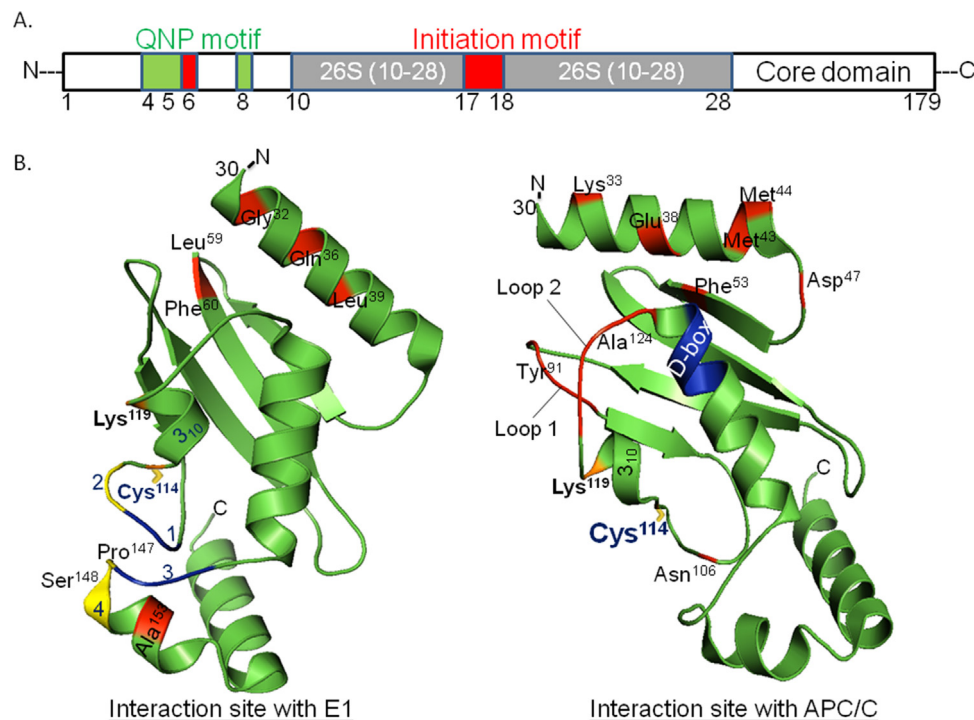 A.
QNP motif Initiation motif
N--- 26S (10-28) 26S (10-28) Core domain ---C
1 4 5 6 8 10 17 18 28 179
B.
30 N
Gly32
Leu59
Gln36
Phe60 Leu39
Lys119
310
2 Cys114
1 C
Pro147
Ser148 3
4 Ala153
Interaction site with E1
N Lys33 Met44
30 Glu38
Met43
Phe53 Asp47
Loop 2
Ala124 D-box
Tyr91
Loop 1
Lys119 310 C
Cys114
Asn106
Interaction site with APC/C